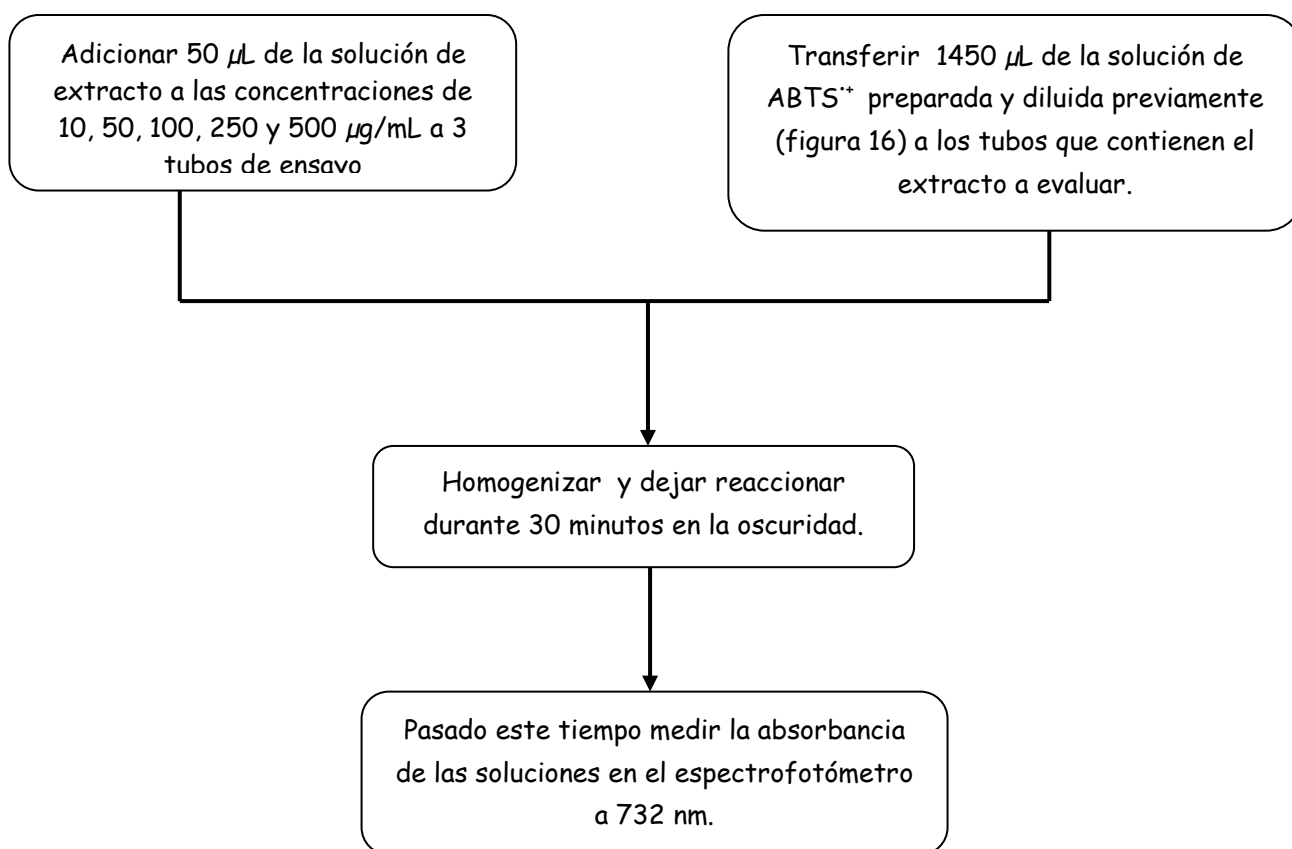 Adicionar 50 µL de la solución de
extracto a las concentraciones de
10, 50, 100, 250 y 500 µg/mL a 3
tubos de ensayo
Transferir 1450 µL de la solución de
ABTS˙⁺ preparada y diluida previamente
(figura 16) a los tubos que contienen el
extracto a evaluar.
Homogenizar y dejar reaccionar
durante 30 minutos en la oscuridad.
Pasado este tiempo medir la absorbancia
de las soluciones en el espectrofotómetro
a 732 nm.